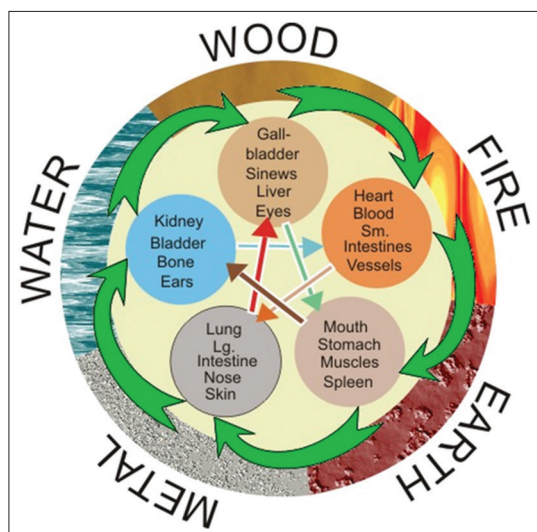 WOOD
FIRE
EARTH
METAL
WATER
Gall-
bladder
Sinews
Liver
Eyes
Heart
Blood
Sm.
Intestines
Vessels
Mouth
Stomach
Muscles
Spleen
Lung
Lg.
Intestine
Nose
Skin
Kidney
Bladder
Bone
Ears